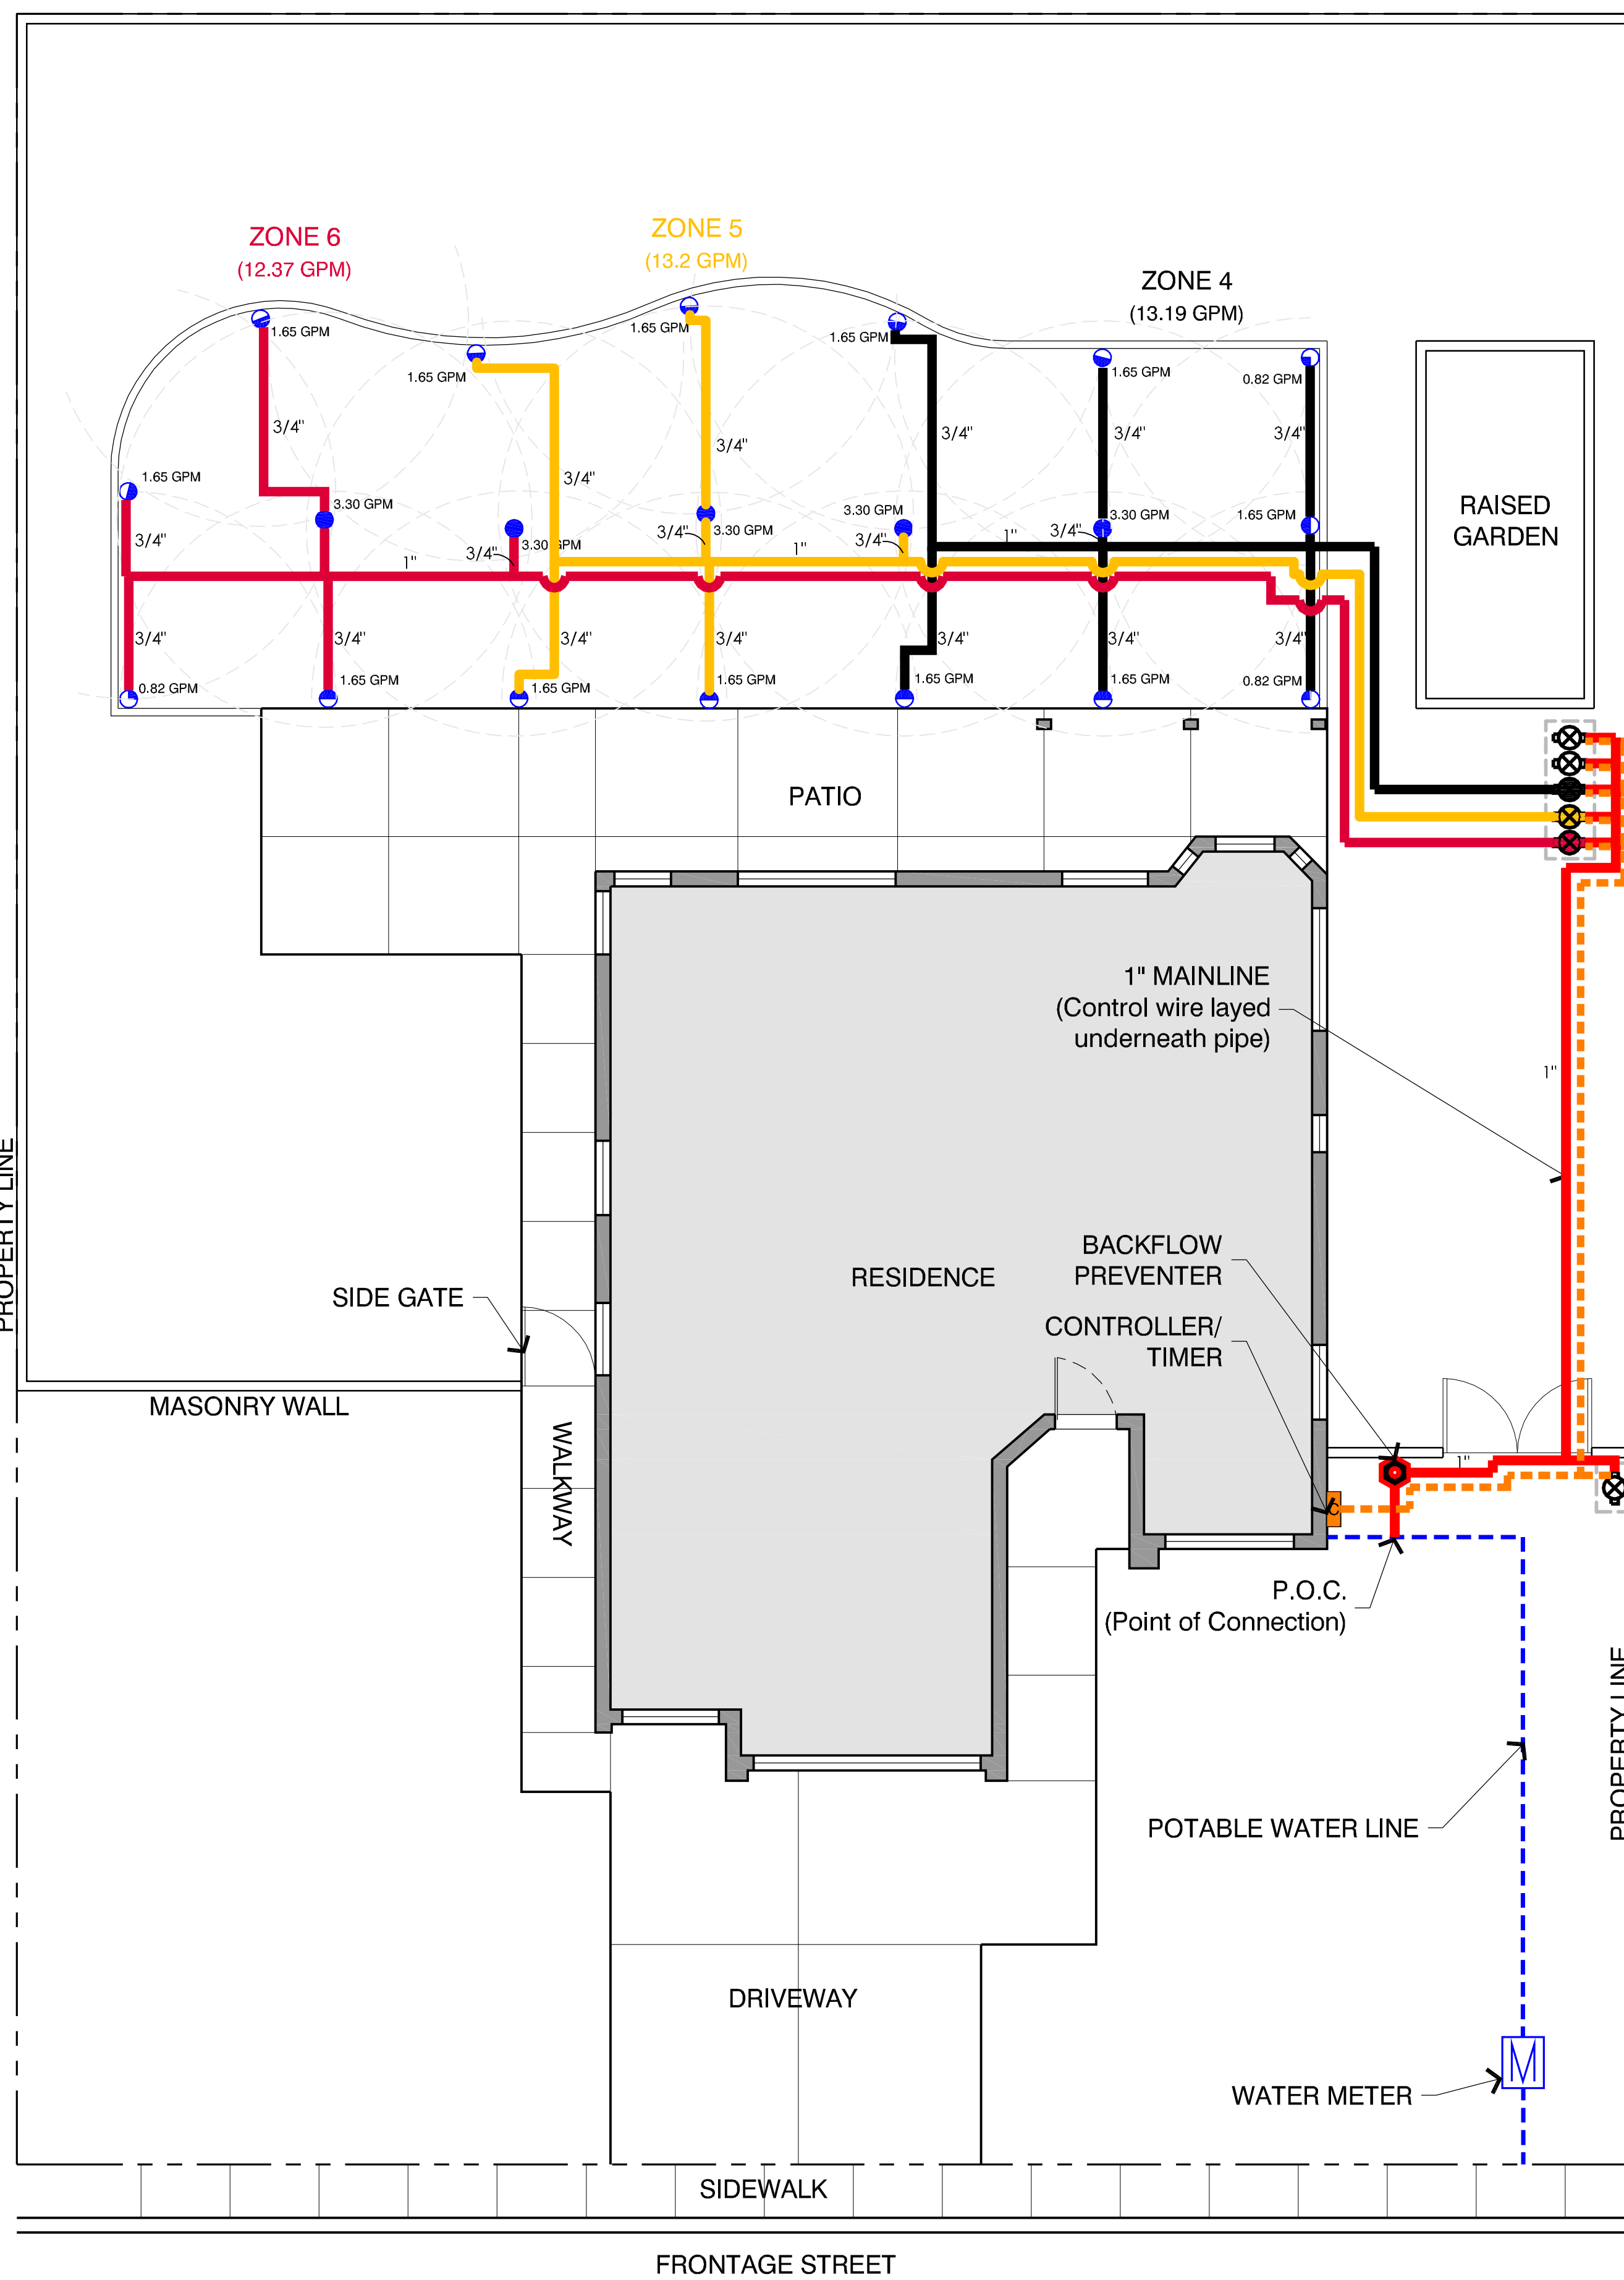 ZONE 5
(13.2 GPM)
ZONE 6
(12.37 GPM)
ZONE 4
(13.19 GPM)
1.65 GPM
1.65 GPM
1.65 GPM
1.65 GPM
1.65 GPM
0.82 GPM
3/4"
3/4"
3/4"
3/4"
3/4"
3/4"
1.65 GPM
3.30 GPM
3.30 GPM
3.30 GPM
3.30 GPM
3.30 GPM
1.65 GPM
RAISED
GARDEN
3/4"
3/4"
3/4"
3/4"
3/4"
1"
1"
1"
3/4"
3/4"
3/4"
3/4"
3/4"
3/4"
3/4"
0.82 GPM
1.65 GPM
1.65 GPM
1.65 GPM
1.65 GPM
1.65 GPM
0.82 GPM
PATIO
1" MAINLINE
(Control wire layed
underneath pipe)
1"
PROPERTY LINE
BACKFLOW
PREVENTER
RESIDENCE
SIDE GATE
CONTROLLER/
TIMER
MASONRY WALL
WALKWAY
1"
C
P.O.C.
(Point of Connection)
PROPERTY LINE
POTABLE WATER LINE
DRIVEWAY
M
WATER METER
SIDEWALK
FRONTAGE STREET